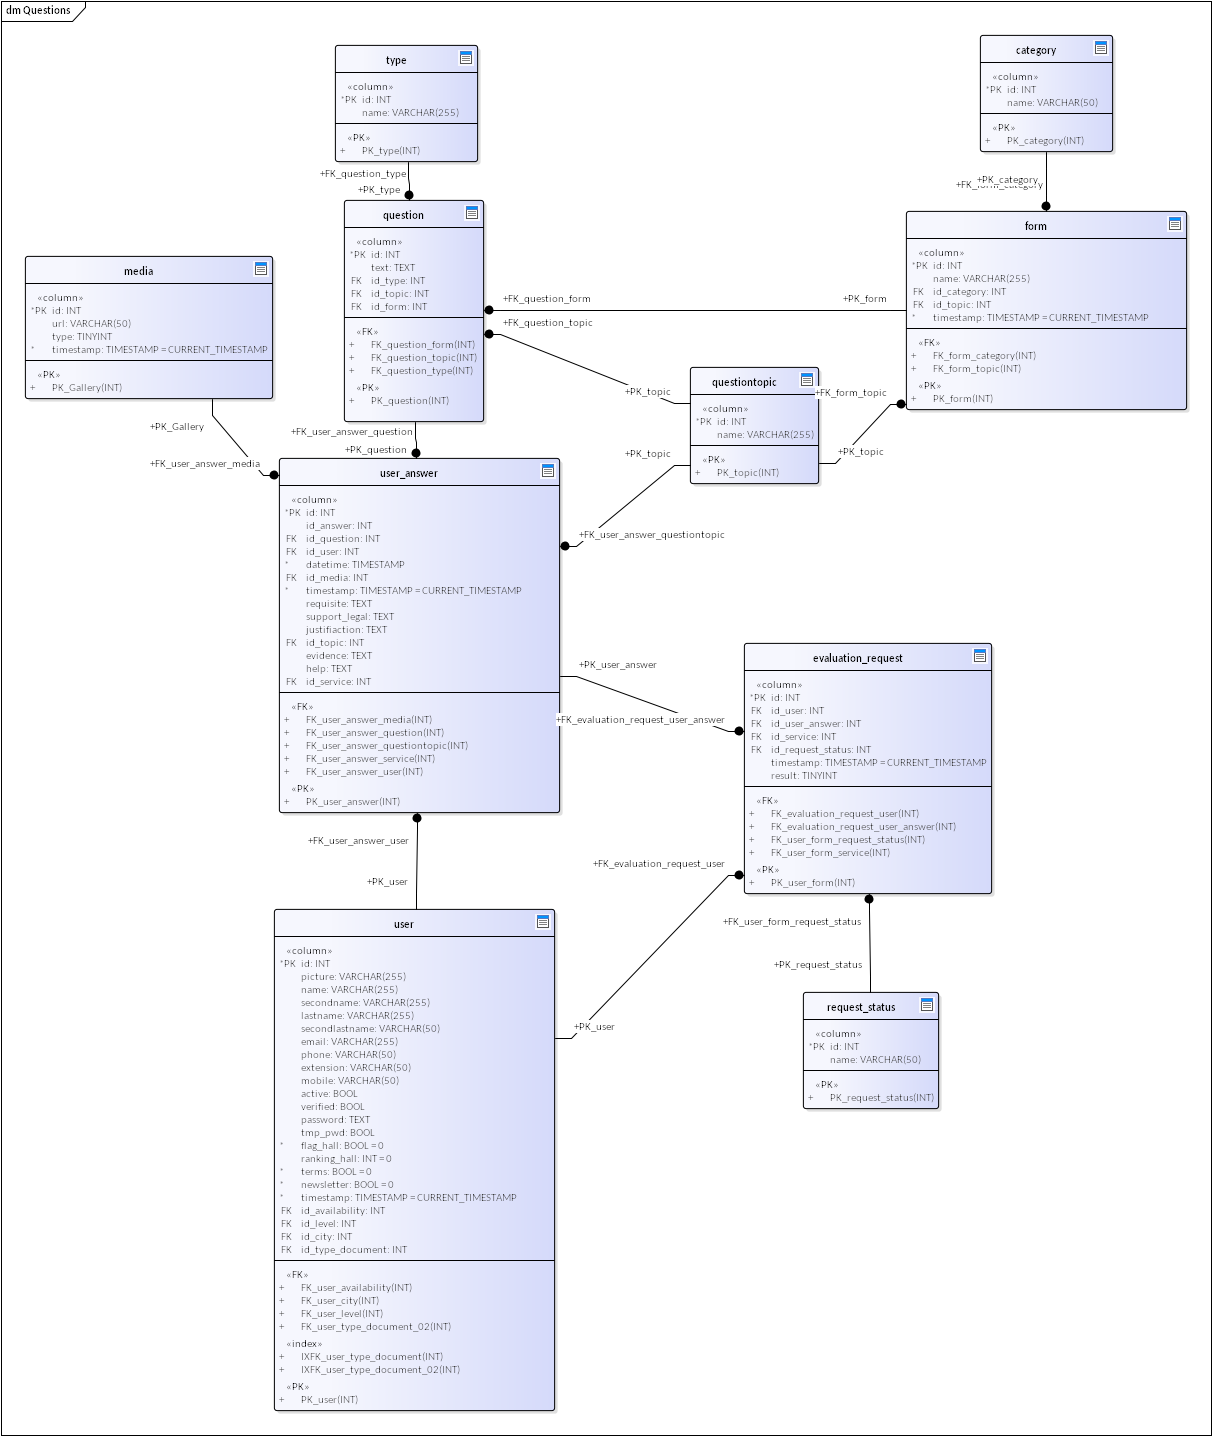 dm Questions
type
«column»
*PK id: INT
name: VARCHAR(255)
«PK»
+ PK_type(INT)
category
«column»
*PK id: INT
name: VARCHAR(50)
«PK»
+ PK_category(INT)
+FK_question_type
+PK_type
+PK_category
+FK_form_category
question
«column»
*PK id: INT
text: TEXT
FK id_type: INT
FK id_topic: INT
FK id_form: INT
«FK»
+ FK_question_form(INT)
+ FK_question_topic(INT)
+ FK_question_type(INT)
«PK»
+ PK_question(INT)
form
«column»
*PK id: INT
name: VARCHAR(255)
FK id_category: INT
FK id_topic: INT
* timestamp: TIMESTAMP = CURRENT_TIMESTAMP
«FK»
+ FK_form_category(INT)
+ FK_form_topic(INT)
«PK»
+ PK_form(INT)
media
«column»
*PK id: INT
url: VARCHAR(50)
type: TINYINT
* timestamp: TIMESTAMP = CURRENT_TIMESTAMP
«PK»
+ PK_Gallery(INT)
+FK_question_form
+PK_form
+FK_question_topic
+PK_topic
questiontopic
«column»
*PK id: INT
name: VARCHAR(255)
«PK»
+ PK_topic(INT)
+FK_form_topic
+PK_topic
+PK_topic
+FK_user_answer_questiontopic
+PK_Gallery
+FK_user_answer_media
+FK_user_answer_question
+PK_question
user_answer
«column»
*PK id: INT
id_answer: INT
FK id_question: INT
FK id_user: INT
* datetime: TIMESTAMP
FK id_media: INT
* timestamp: TIMESTAMP = CURRENT_TIMESTAMP
requisite: TEXT
support_legal: TEXT
justifiaction: TEXT
FK id_topic: INT
evidence: TEXT
help: TEXT
FK id_service: INT
«FK»
+ FK_user_answer_media(INT)
+ FK_user_answer_question(INT)
+ FK_user_answer_questiontopic(INT)
+ FK_user_answer_service(INT)
+ FK_user_answer_user(INT)
«PK»
+ PK_user_answer(INT)
+PK_user_answer
+FK_evaluation_request_user_answer
evaluation_request
«column»
*PK id: INT
FK id_user: INT
FK id_user_answer: INT
FK id_service: INT
FK id_request_status: INT
timestamp: TIMESTAMP = CURRENT_TIMESTAMP
result: TINYINT
«FK»
+ FK_evaluation_request_user(INT)
+ FK_evaluation_request_user_answer(INT)
+ FK_user_form_request_status(INT)
+ FK_user_form_service(INT)
«PK»
+ PK_user_form(INT)
+FK_user_answer_user
+PK_user
+FK_evaluation_request_user
+PK_user
+FK_user_form_request_status
+PK_request_status
request_status
«column»
*PK id: INT
name: VARCHAR(50)
«PK»
+ PK_request_status(INT)
user
«column»
*PK id: INT
picture: VARCHAR(255)
name: VARCHAR(255)
secondname: VARCHAR(255)
lastname: VARCHAR(255)
secondlastname: VARCHAR(50)
email: VARCHAR(255)
phone: VARCHAR(50)
extension: VARCHAR(50)
mobile: VARCHAR(50)
active: BOOL
verified: BOOL
password: TEXT
tmp_pwd: BOOL
* flag_hall: BOOL = 0
ranking_hall: INT = 0
* terms: BOOL = 0
* newsletter: BOOL = 0
* timestamp: TIMESTAMP = CURRENT_TIMESTAMP
FK id_availability: INT
FK id_level: INT
FK id_city: INT
FK id_type_document: INT
«FK»
+ FK_user_availability(INT)
+ FK_user_city(INT)
+ FK_user_level(INT)
+ FK_user_type_document_02(INT)
«index»
+ IXFK_user_type_document(INT)
+ IXFK_user_type_document_02(INT)
«PK»
+ PK_user(INT)